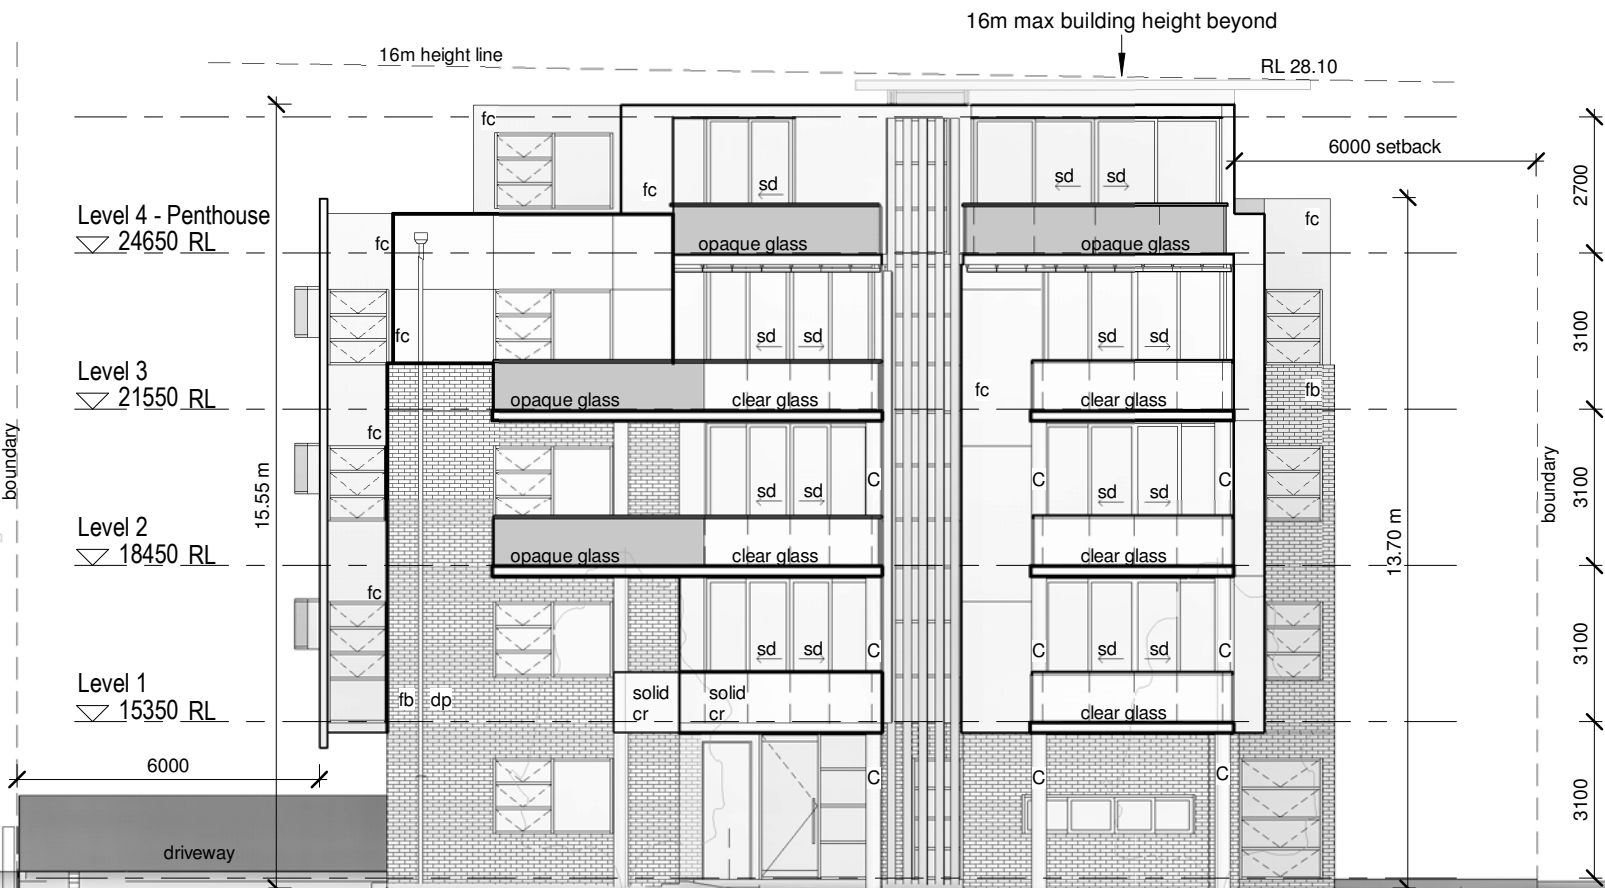 16m max building height beyond
16m height line
RL 28.10
fc
6000 setback
2700
sd
sd
sd
fc
Level 4 - Penthouse
24650 RL
fc
fc
opaque glass
opaque glass
3100
fc
sd
sd
sd
sd
Level 3
21550 RL
fc
fb
opaque glass
clear glass
clear glass
fc
boundary
15.55 m
C
C
C
sd
sd
sd
sd
3100
boundary
13.70 m
Level 2
18450 RL
opaque glass
clear glass
clear glass
fc
3100
sd
sd
C
C
sd
sd
C
Level 1
15350 RL
fb
dp
solid
cr
solid
cr
clear glass
6000
C
C
C
3100
driveway